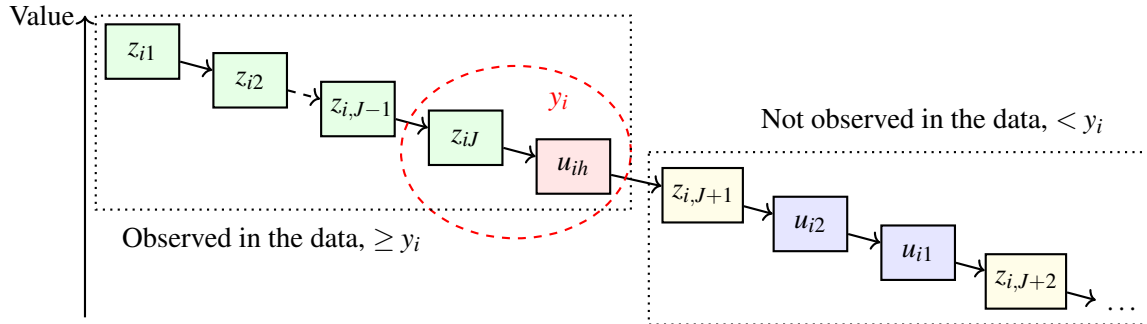 Value
z_{i1}
z_{i2}
z_{i,J−1}
z_{iJ}
y_i
u_{ih}
Not observed in the data, < y_i
z_{i,J+1}
u_{i2}
u_{i1}
z_{i,J+2}
...
Observed in the data, ≥ y_i